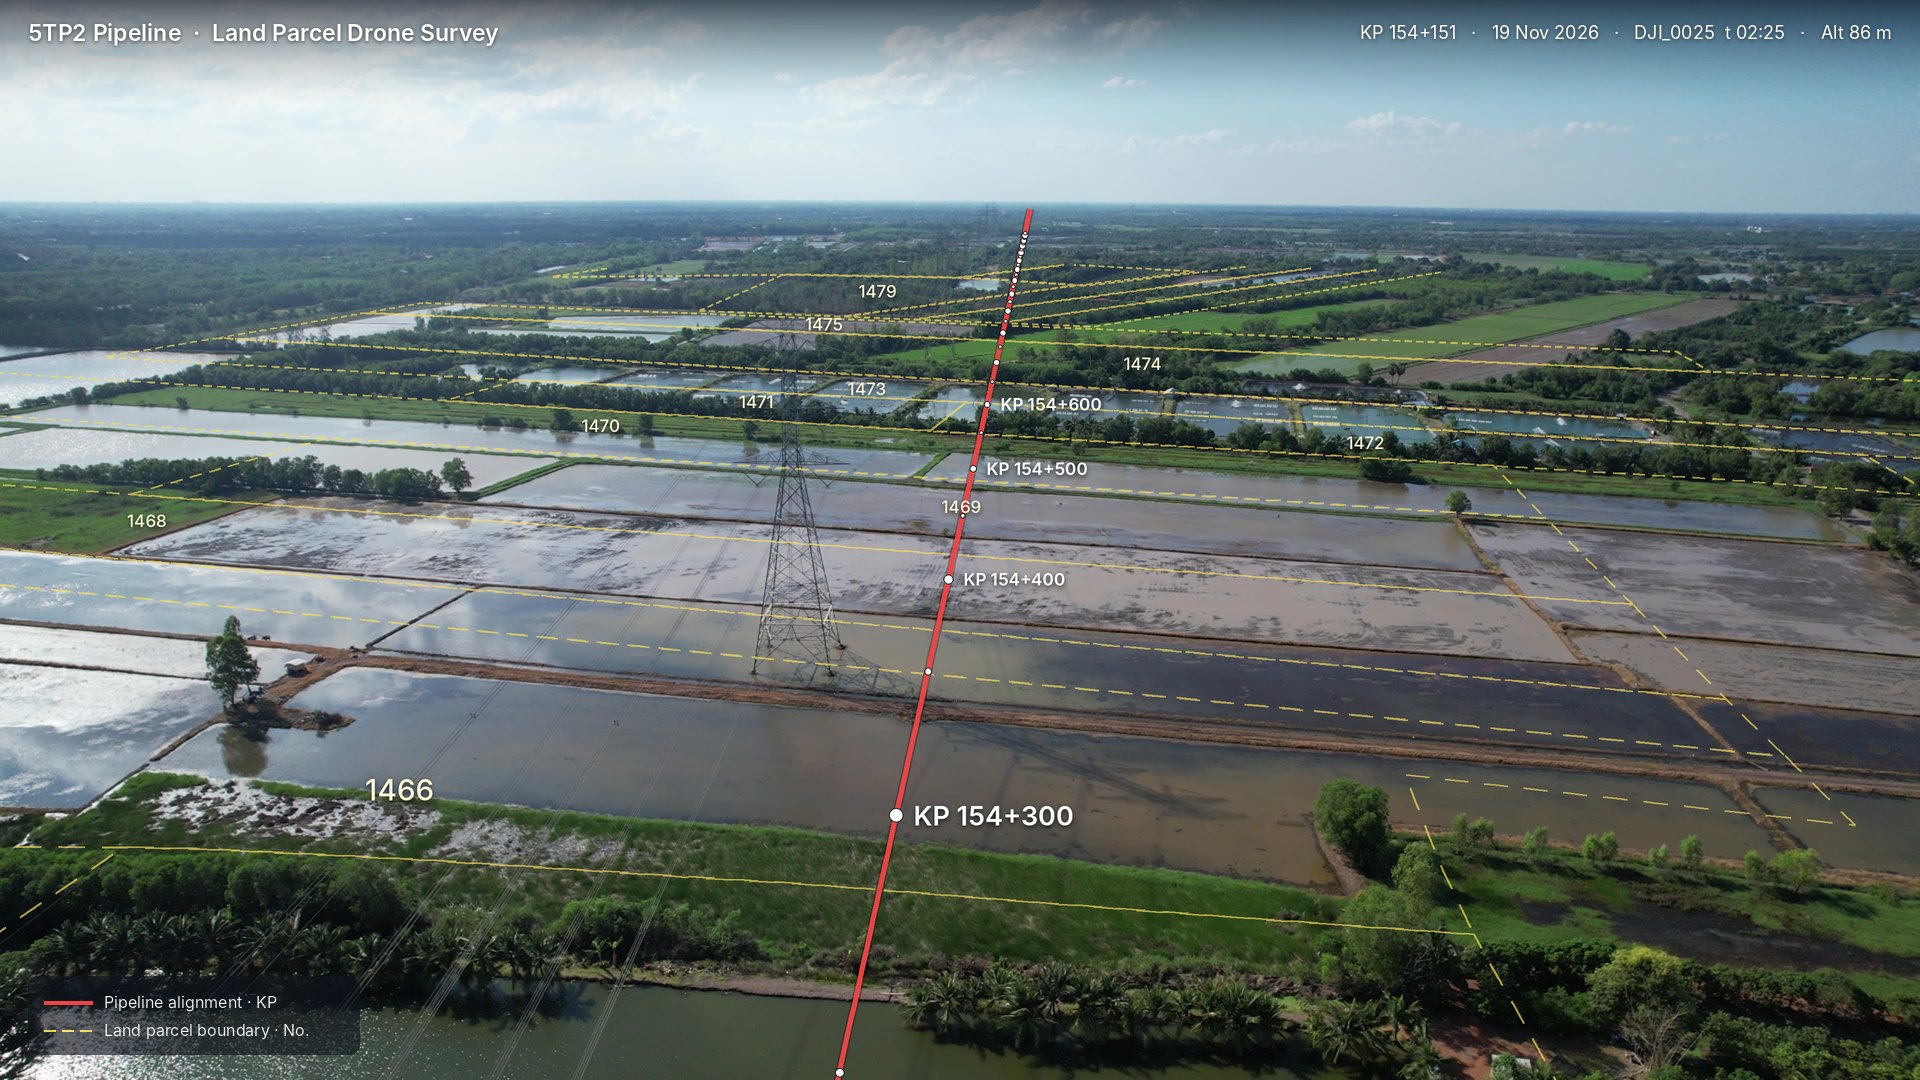 5TP2 Pipeline · Land Parcel Drone Survey
KP 154+151 · 19 Nov 2026 · DJI_0025 t 02:25 · Alt 86 m
1479
1475
1474
1473
1471
KP 154+600
1470
1472
KP 154+500
1469
1468
KP 154+400
1466
KP 154+300
Pipeline alignment · KP
Land parcel boundary · No.